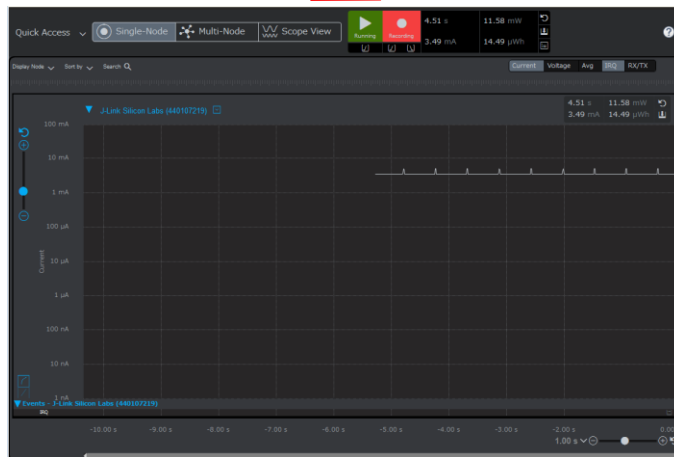 Quick Access
Single-Node
Multi-Node
Scope View
Running
Recording
4.51 s
11.58 mW
3.49 mA
14.49 µWh
?
Display Node
Sort by
Search
Current
Voltage
Avg
IRQ
RX/TX
J-Link Silicon Labs (440107219)
4.51 s
11.58 mW
3.49 mA
14.49 µWh
100 mA
10 mA
1 mA
100 µA
10 µA
1 µA
100 nA
10 nA
1 nA
Current
Events - J-Link Silicon Labs (440107219)
IRQ
-10.00 s
-9.00 s
-8.00 s
-7.00 s
-6.00 s
-5.00 s
-4.00 s
-3.00 s
-2.00 s
0.00
1.00 s